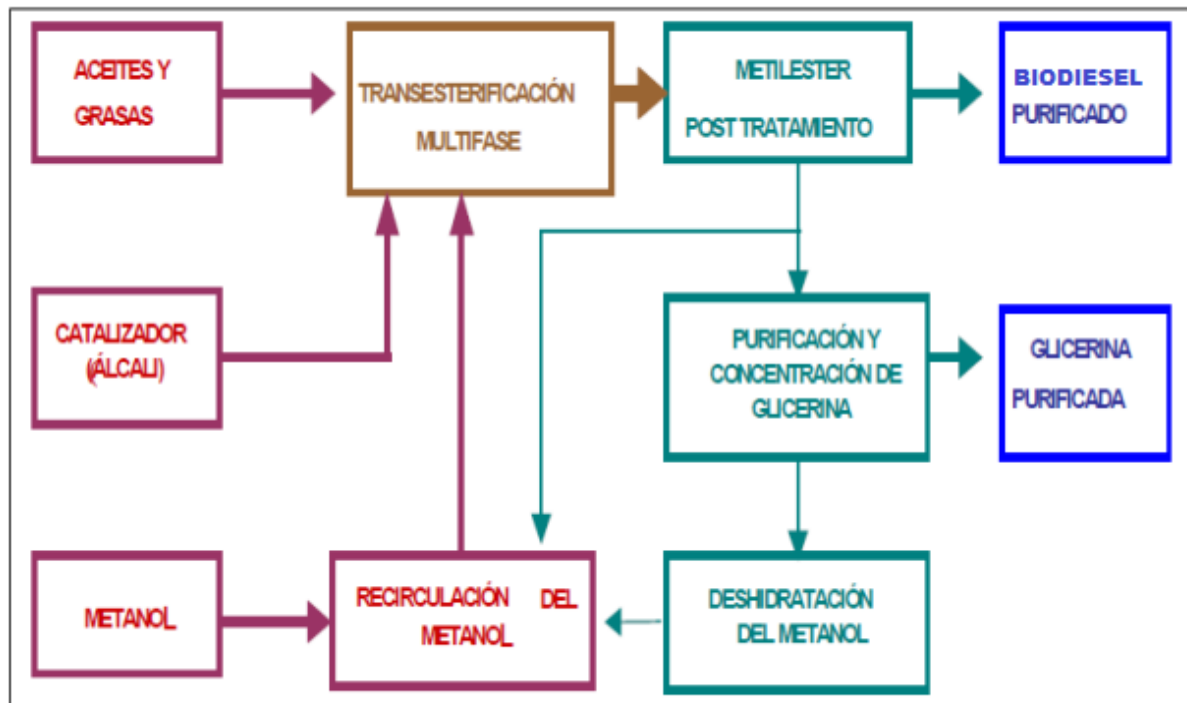 ACEITES Y
GRASAS
TRANSESTERIFICACIÓN
MULTIFASE
METILESTER
POST TRATAMIENTO
BIODIESEL
PURIFICADO
CATALIZADOR
(ÁLCALI)
PURIFICACIÓN Y
CONCENTRACIÓN DE
GLICERINA
GLICERINA
PURIFICADA
METANOL
RECIRCULACIÓN DEL
METANOL
DESHIDRATACIÓN
DEL METANOL